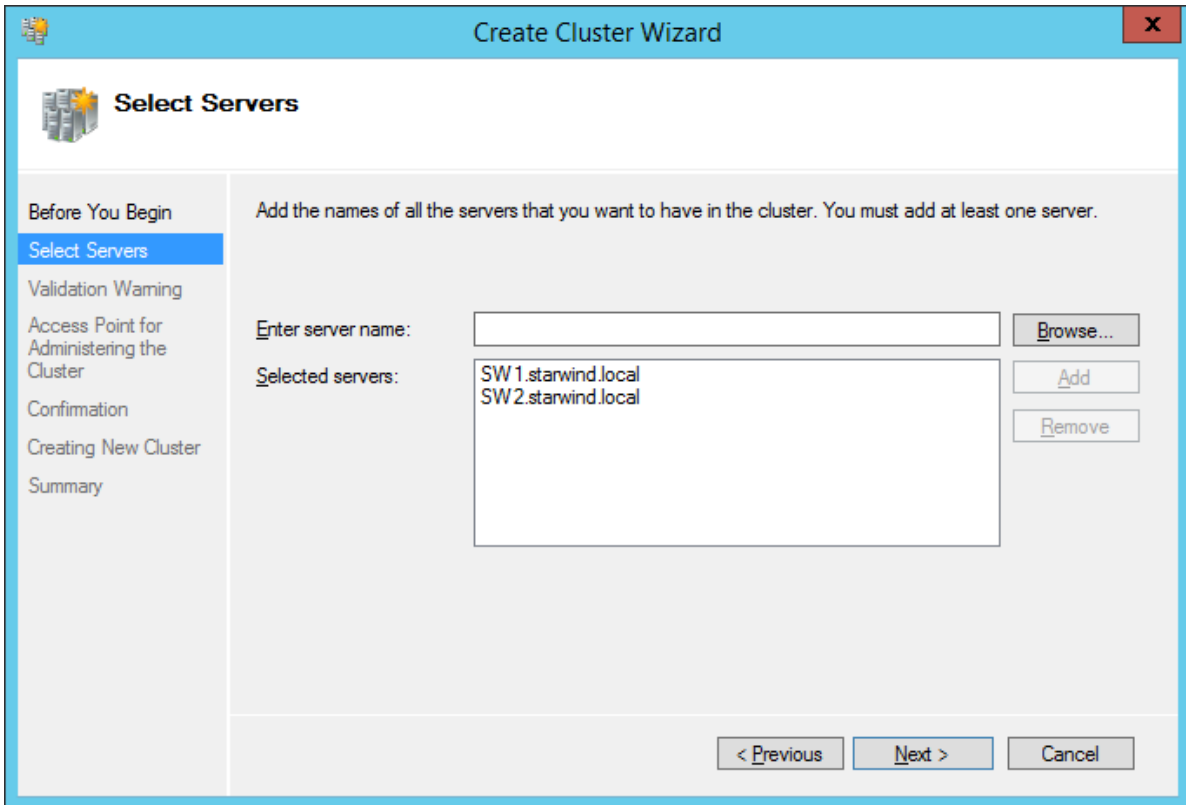 Create Cluster Wizard
x
Select Servers
Before You Begin
Select Servers
Validation Warning
Access Point for
Administering the
Cluster
Confirmation
Creating New Cluster
Summary
Add the names of all the servers that you want to have in the cluster. You must add at least one server.
Enter server name:
Browse...
Selected servers:
SW1.starwind.local
SW2.starwind.local
Add
Remove
< Previous
Next >
Cancel